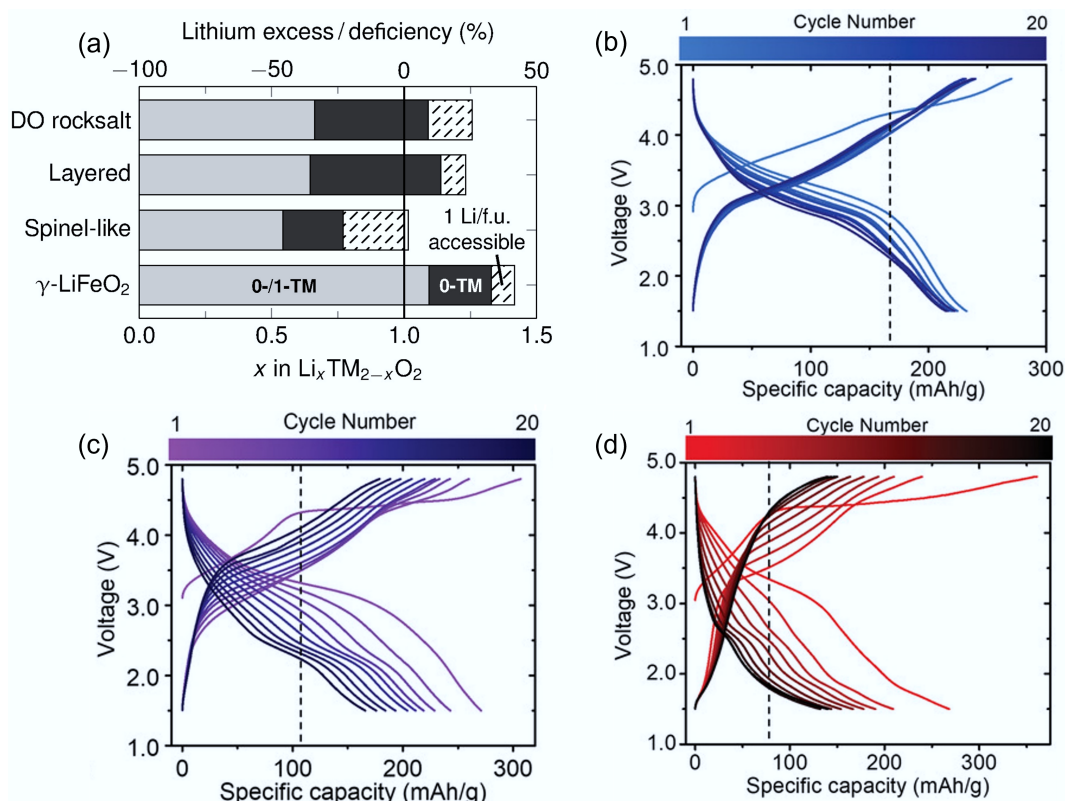 (a)
Lithium excess / deficiency (%)
−100 −50 0 50
DO rocksalt
Layered
Spinel-like
γ-LiFeO₂
1 Li/f.u.
accessible
0-/1-TM
0-TM
0.0 0.5 1.0 1.5
x in LiₓTM₂₋ₓO₂
(b)
Cycle Number
1 20
5.0
4.0
3.0
2.0
1.0
Voltage (V)
0 100 200 300
Specific capacity (mAh/g)
(c)
Cycle Number
1 20
5.0
4.0
3.0
2.0
1.0
Voltage (V)
0 100 200 300
Specific capacity (mAh/g)
(d)
Cycle Number
1 20
5.0
4.0
3.0
2.0
1.0
Voltage (V)
0 100 200 300
Specific capacity (mAh/g)